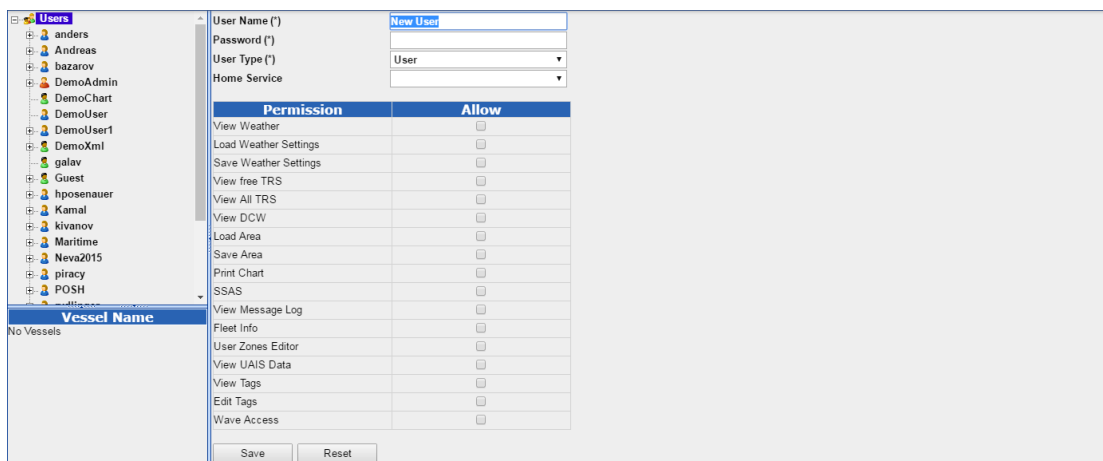 Users
anders
Andreas
bazarov
DemoAdmin
DemoChart
DemoUser
DemoUser1
DemoXml
galav
Guest
hposenauer
Kamal
kivanov
Maritime
Neva2015
piracy
POSH
Vessel Name
No Vessels
User Name (*) New User
Password (*)
User Type (*) User
Home Service
Permission Allow
View Weather
Load Weather Settings
Save Weather Settings
View free TRS
View All TRS
View DCW
Load Area
Save Area
Print Chart
SSAS
View Message Log
Fleet Info
User Zones Editor
View UAIS Data
View Tags
Edit Tags
Wave Access
Save Reset